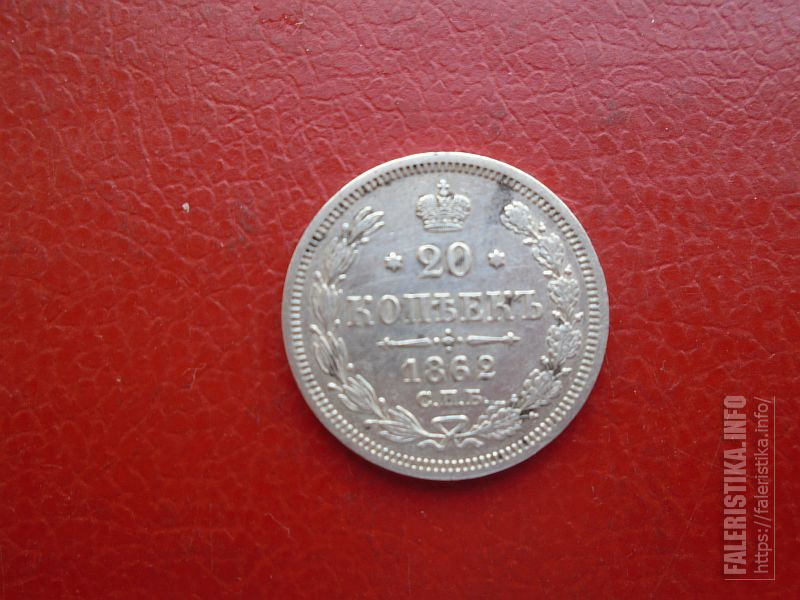 * 20 *
КОПѢЕКЪ
1862
С.П.Б.
FALERISTIKA.INFO
https://faleristika.info/